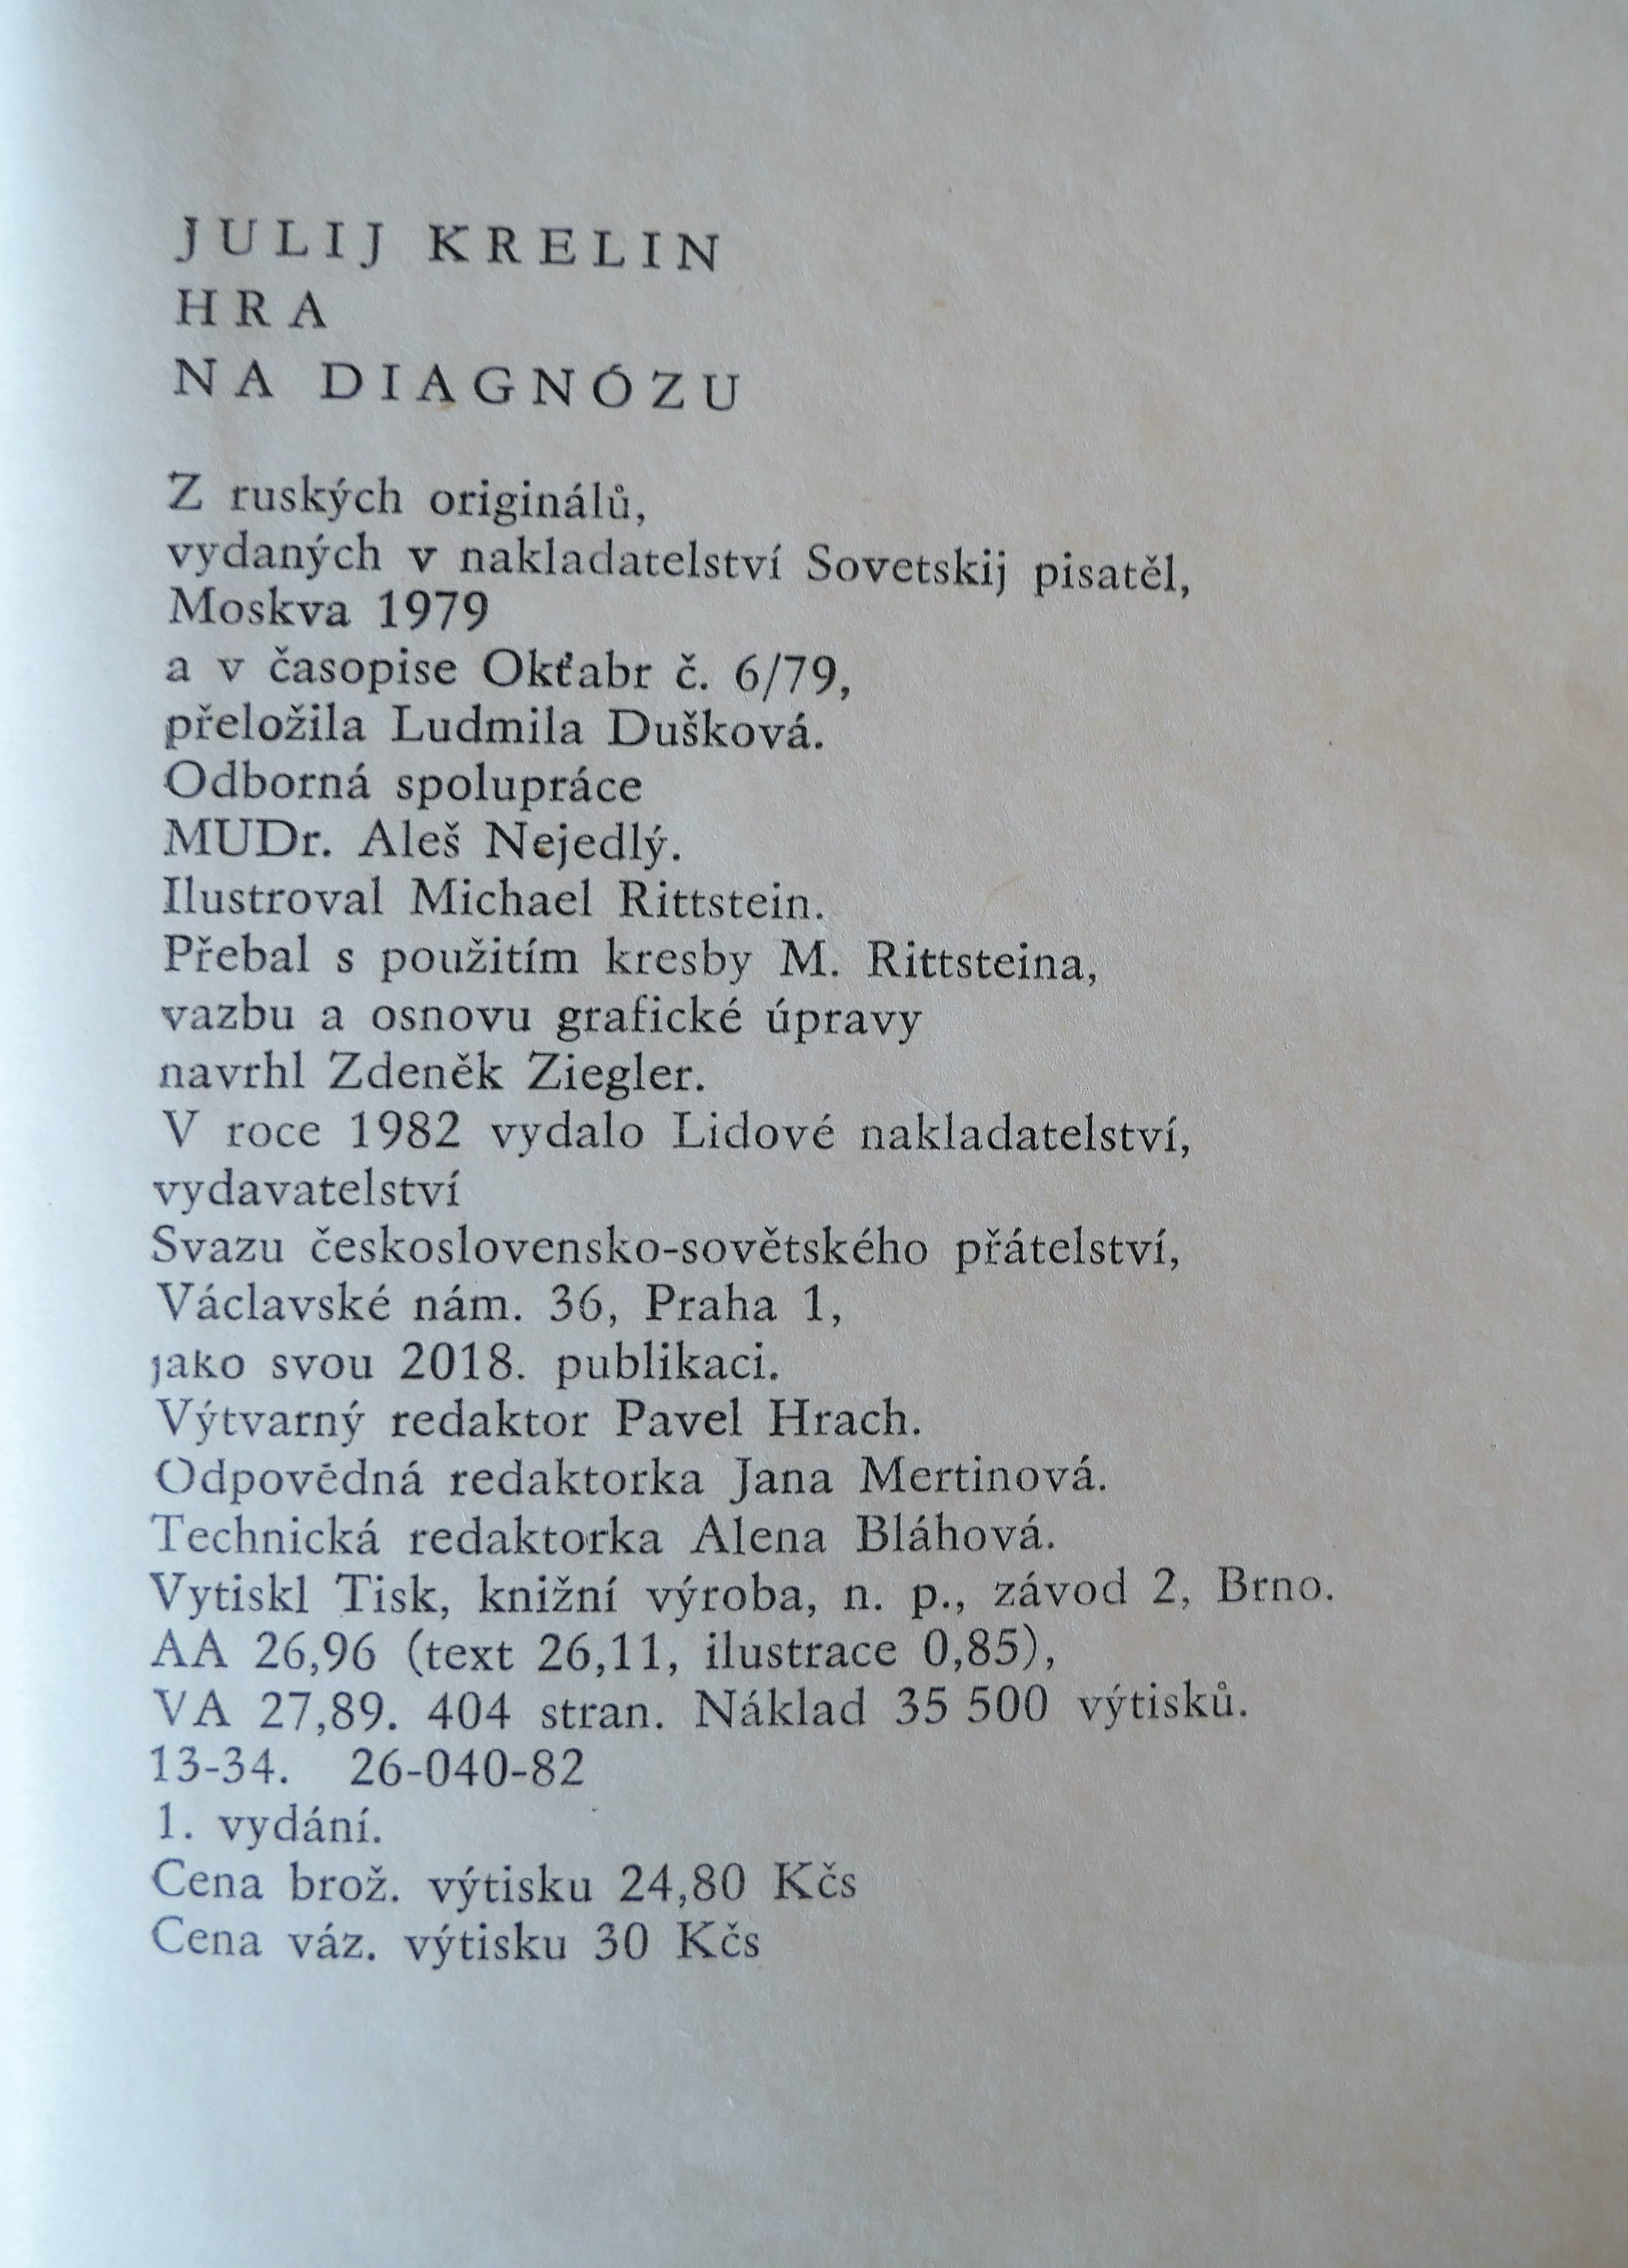 JULIJ KRELIN
HRA
NA DIAGNÓZU
Z ruských originálů,
vydaných v nakladatelství Sovetskij pisatěl,
Moskva 1979
a v časopise Okťabr č. 6/79,
přeložila Ludmila Dušková.
Odborná spolupráce
MUDr. Aleš Nejedlý.
Ilustroval Michael Rittstein.
Přebal s použitím kresby M. Rittsteina,
vazbu a osnovu grafické úpravy
navrhl Zdeněk Ziegler.
V roce 1982 vydalo Lidové nakladatelství,
vydavatelství
Svazu československo-sovětského přátelství,
Václavské nám. 36, Praha 1,
jako svou 2018. publikaci.
Výtvarný redaktor Pavel Hrach.
Odpovědná redaktorka Jana Mertinová.
Technická redaktorka Alena Bláhová.
Vytiskl Tisk, knižní výroba, n. p., závod 2, Brno.
AA 26,96 (text 26,11, ilustrace 0,85),
VA 27,89. 404 stran. Náklad 35 500 výtisků.
13-34. 26-040-82
1. vydání.
Cena brož. výtisku 24,80 Kčs
Cena váz. výtisku 30 Kčs